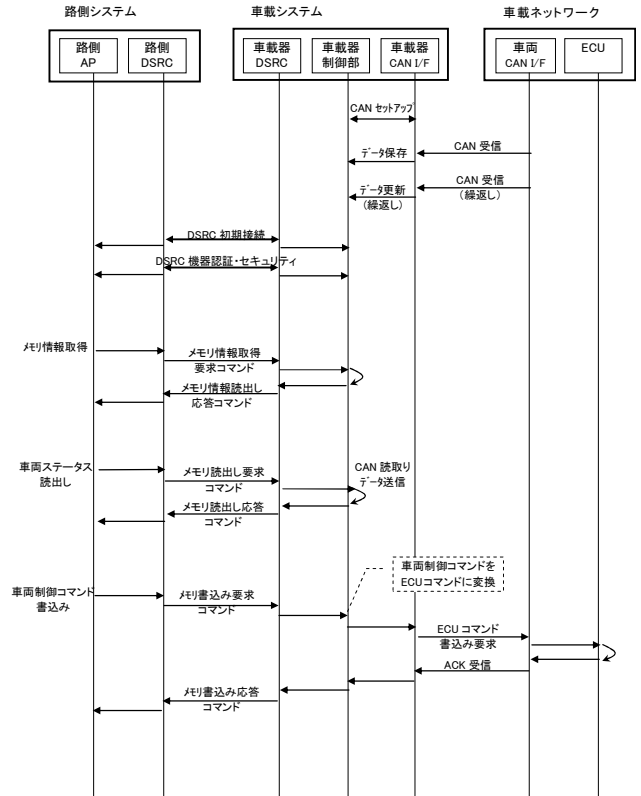 路側システム
車載システム
車載ネットワーク
路側
AP
路側
DSRC
車載器
DSRC
車載器
制御部
車載器
CAN I/F
車両
CAN I/F
ECU
CAN セットアップ
CAN 受信
データ保存
CAN 受信
(繰返し)
データ更新
(繰返し)
DSRC 初期接続
DSRC 機器認証・セキュリティ
メモリ情報取得
メモリ情報取得
要求コマンド
メモリ情報読出し
応答コマンド
車両ステータス
読出し
メモリ読出し要求
コマンド
CAN 読取り
データ送信
メモリ読出し応答
コマンド
車両制御コマンドを
ECUコマンドに変換
車両制御コマンド
書込み
メモリ書込み要求
コマンド
ECU コマンド
書込み要求
ACK 受信
メモリ書込み応答
コマンド